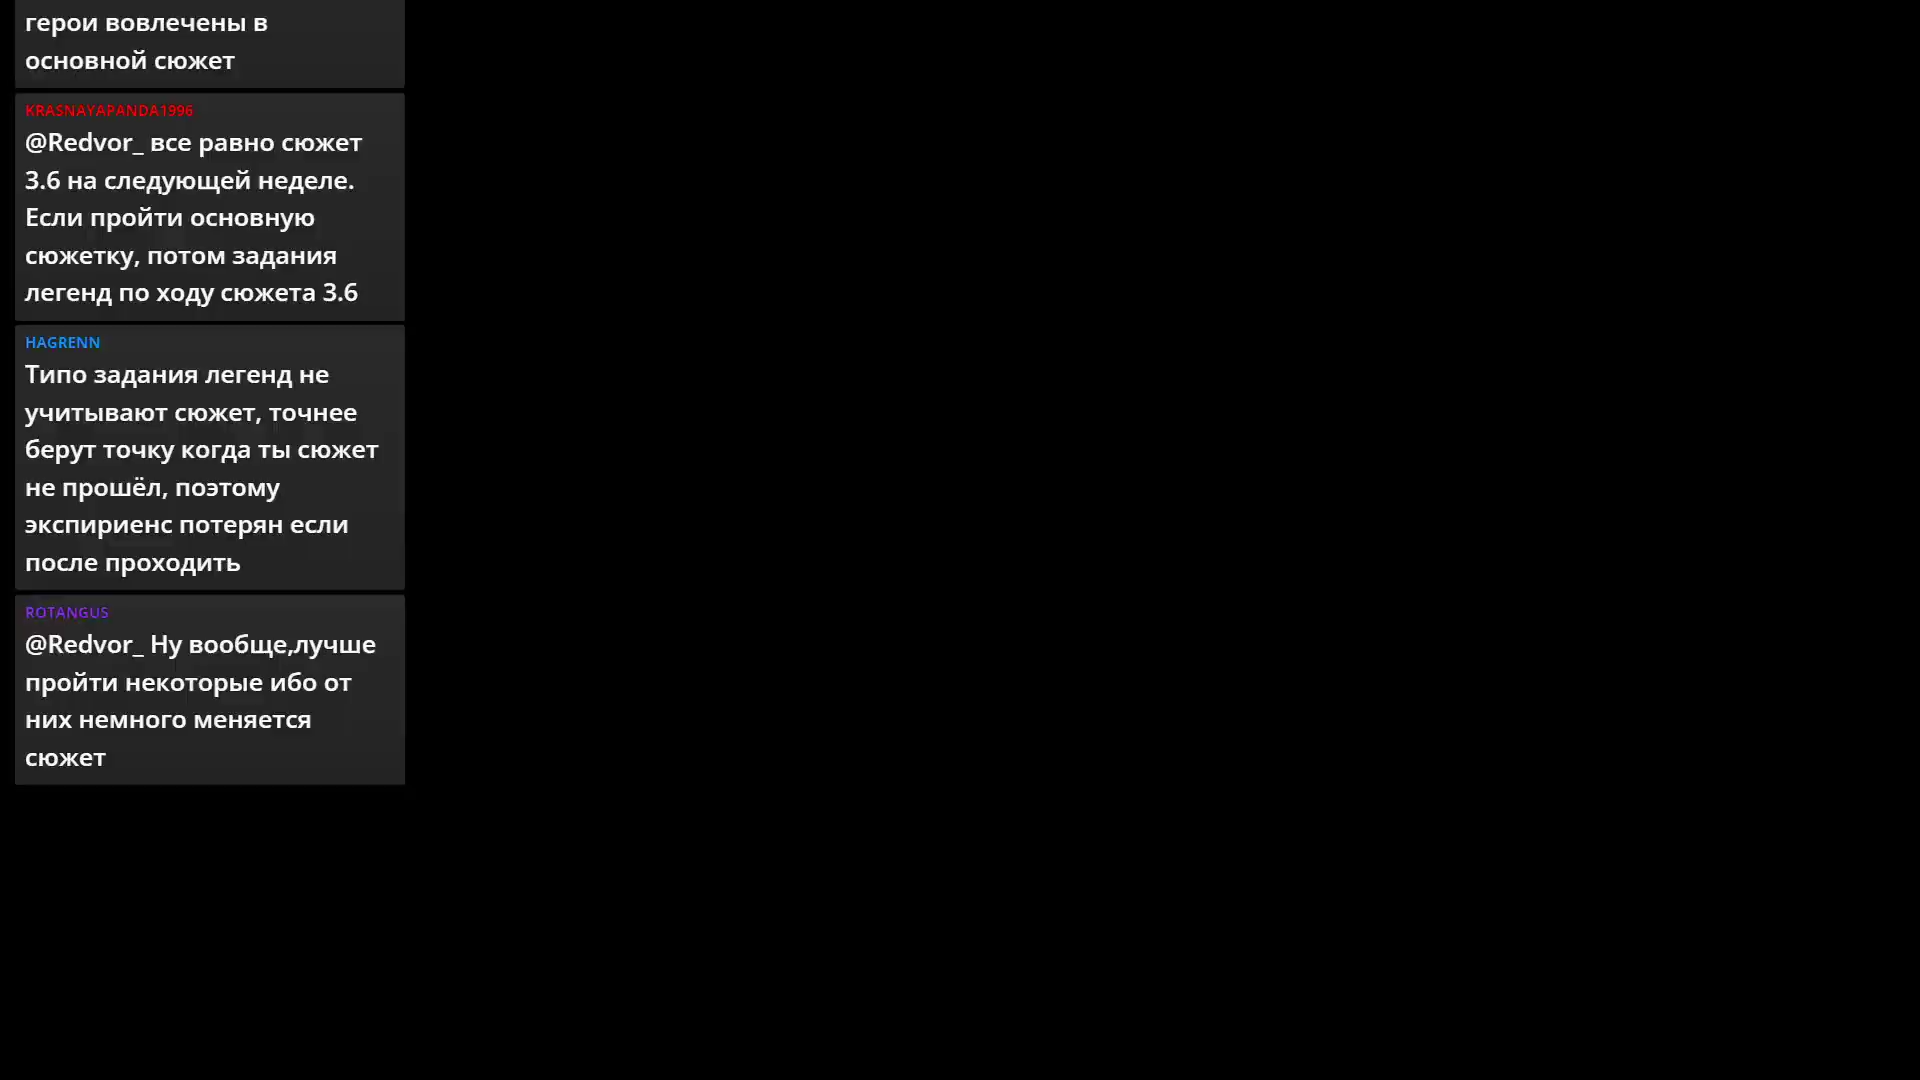 герои вовлечены в
основной сюжет
KRASNAYAPANDA1996
@Redvor_ все равно сюжет
3.6 на следующей неделе.
Если пройти основную
сюжетку, потом задания
легенд по ходу сюжета 3.6
HAGRENN
Типо задания легенд не
учитывают сюжет, точнее
берут точку когда ты сюжет
не прошёл, поэтому
экспириенс потерян если
после проходить
ROTANGUS
@Redvor_ Ну вообще,лучше
пройти некоторые ибо от
них немного меняется
сюжет